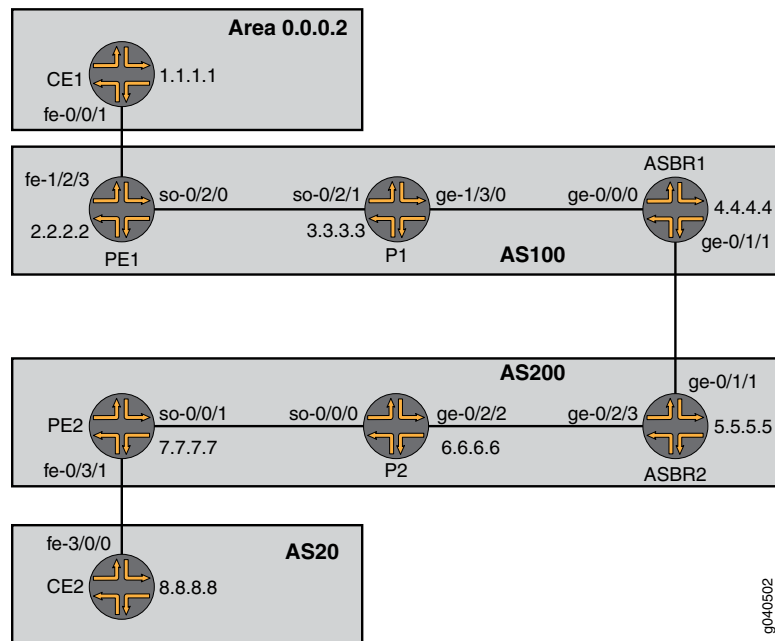 Area 0.0.0.2
CE1
1.1.1.1
fe-0/0/1
ASBR1
fe-1/2/3
so-0/2/0
so-0/2/1
ge-1/3/0
ge-0/0/0
4.4.4.4
2.2.2.2
3.3.3.3
ge-0/1/1
PE1
P1
AS100
AS200
ge-0/1/1
PE2
so-0/0/1
so-0/0/0
ge-0/2/2
ge-0/2/3
5.5.5.5
7.7.7.7
6.6.6.6
fe-0/3/1
P2
ASBR2
fe-3/0/0
AS20
CE2
8.8.8.8
g040502